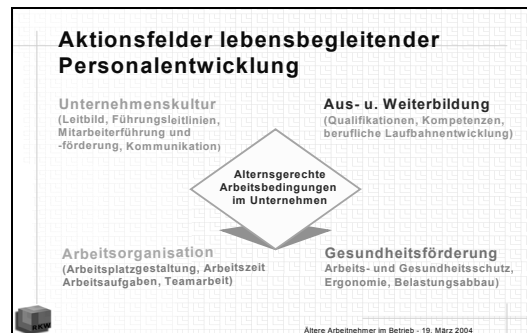 Aktionsfelder lebensbegleitender
Personalentwicklung
Unternehmenskultur
(Leitbild, Führungsleitlinien,
Mitarbeiterführung und
-förderung, Kommunikation)
Aus- u. Weiterbildung
(Qualifikationen, Kompetenzen,
berufliche Laufbahnentwicklung)
Alternsgerechte
Arbeitsbedingungen
im Unternehmen
Arbeitsorganisation
(Arbeitsplatzgestaltung, Arbeitszeit
Arbeitsaufgaben, Teamarbeit)
Gesundheitsförderung
Arbeits- und Gesundheitsschutz,
Ergonomie, Belastungsabbau)
RKW
Ältere Arbeitnehmer im Betrieb - 19. März 2004